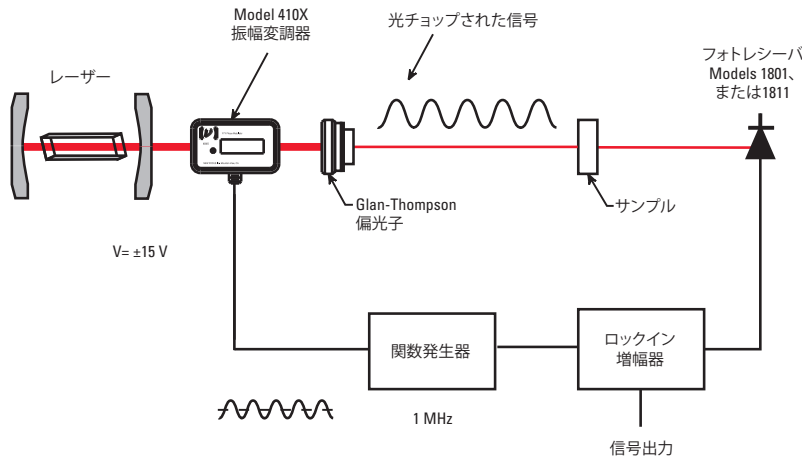 Model 410X
振幅変調器
光チョップされた信号
フォトレシーバ
Models 1801、
または1811
レーザー
Glan-Thompson
偏光子
サンプル
V= ±15 V
関数発生器
ロックイン
増幅器
1 MHz
信号出力